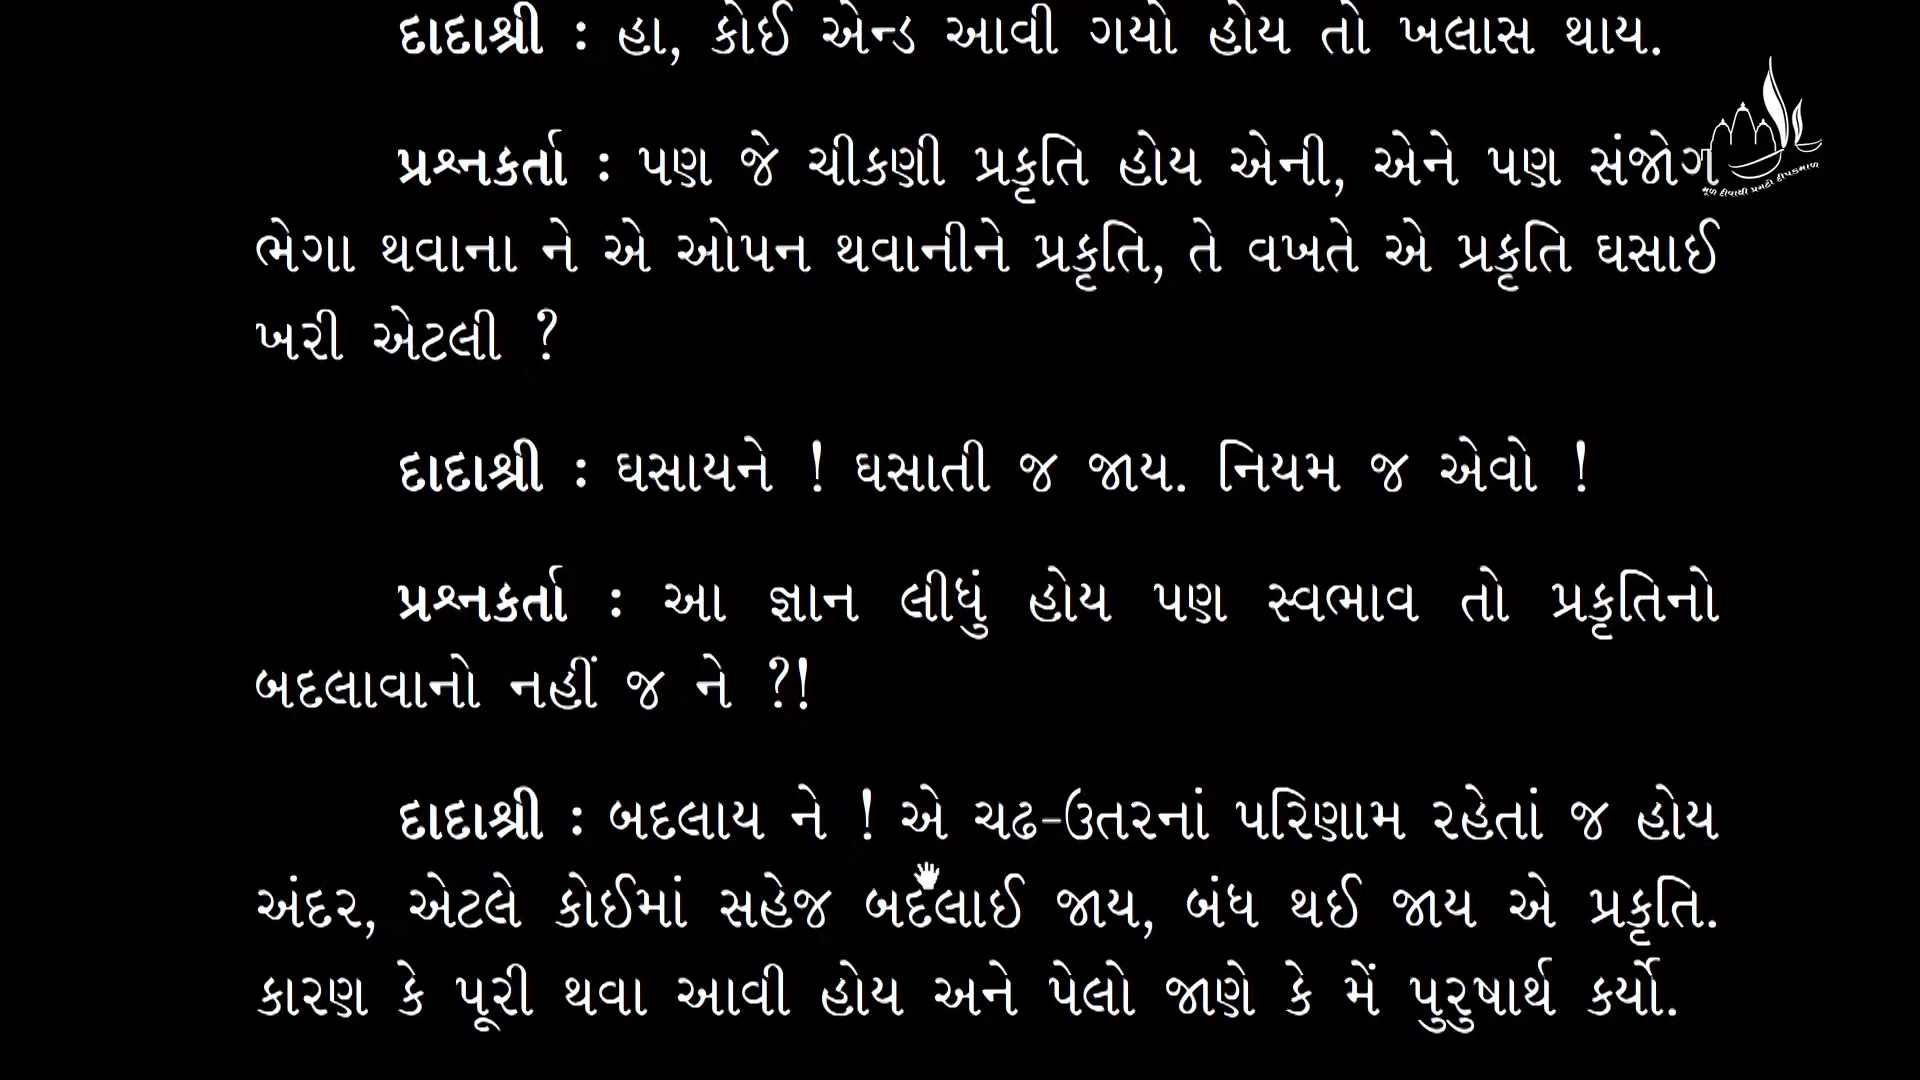 દાદાશ્રી : હા, કોઈ એન્ડ આવી ગયો હોય તો ખલાસ થાય.
પ્રશ્નકર્તા : પણ જે ચીકણી પ્રકૃતિ હોય એની, એને પણ સંજોગ
ભેગા થવાના ને એ ઓપન થવાનીને પ્રકૃતિ, તે વખતે એ પ્રકૃતિ ઘસાઈ
ખરી એટલી ?
દાદાશ્રી : ઘસાયને ! ઘસાતી જ જાય. નિયમ જ એવો !
પ્રશ્નકર્તા : આ જ્ઞાન લીધું હોય પણ સ્વભાવ તો પ્રકૃતિનો
બદલાવાનો નહીં જ ને ?!
દાદાશ્રી : બદલાય ને ! એ ચઢ-ઉતરનાં પરિણામ રહેતાં જ હોય
અંદર, એટલે કોઈમાં સહેજ બદલાઈ જાય, બંધ થઈ જાય એ પ્રકૃતિ.
કારણ કે પૂરી થવા આવી હોય અને પેલો જાણે કે મેં પુરુષાર્થ કર્યો.
મૂળ દીવાથી પ્રગટી દીપકમાળ